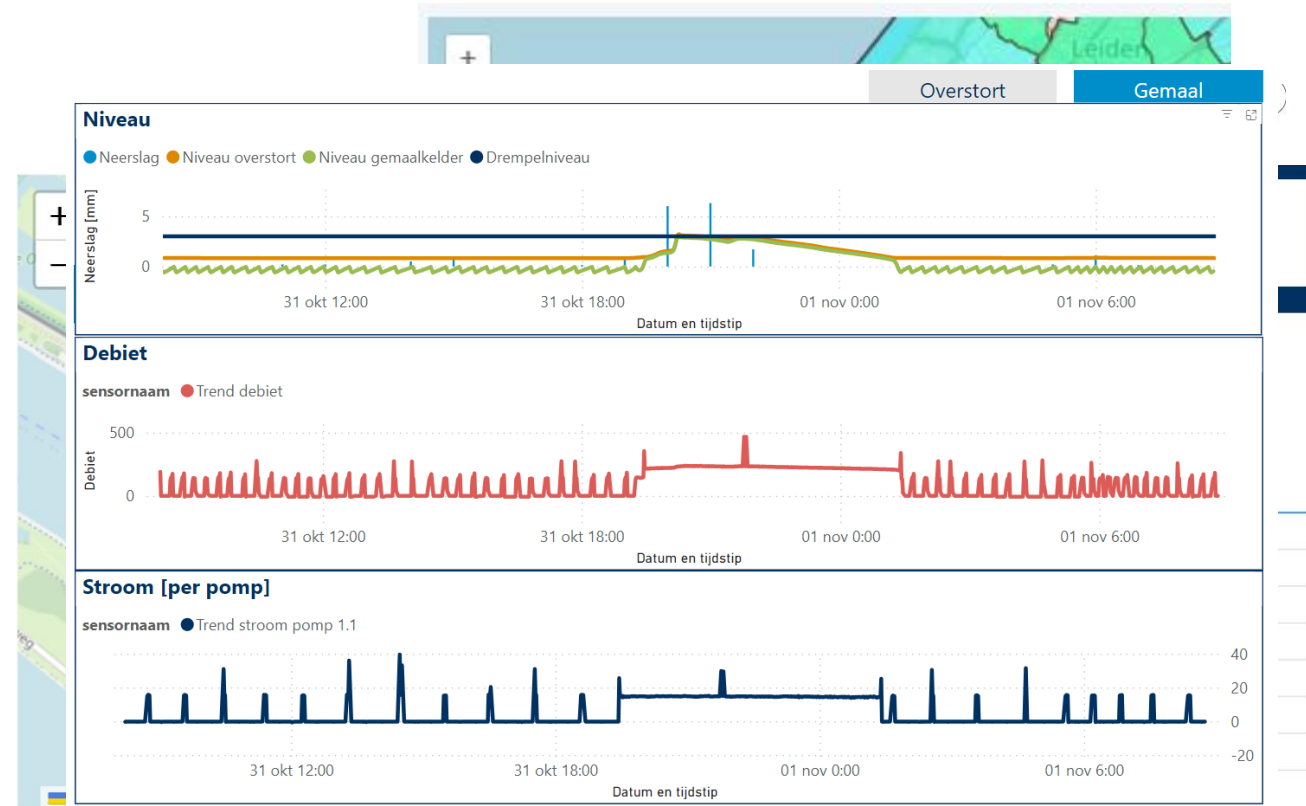 +
Leiden
Overstort
Gemaal
Niveau
Neerslag Niveau overstort Niveau gemaalkelder Drempelniveau
+
−
Neerslag [mm]
5
0
31 okt 12:00 31 okt 18:00 01 nov 0:00 01 nov 6:00
Datum en tijdstip
Debiet
sensornaam Trend debiet
Debiet
500
0
31 okt 12:00 31 okt 18:00 01 nov 0:00 01 nov 6:00
Datum en tijdstip
Stroom [per pomp]
sensornaam Trend stroom pomp 1.1
40
20
0
-20
31 okt 12:00 31 okt 18:00 01 nov 0:00 01 nov 6:00
Datum en tijdstip